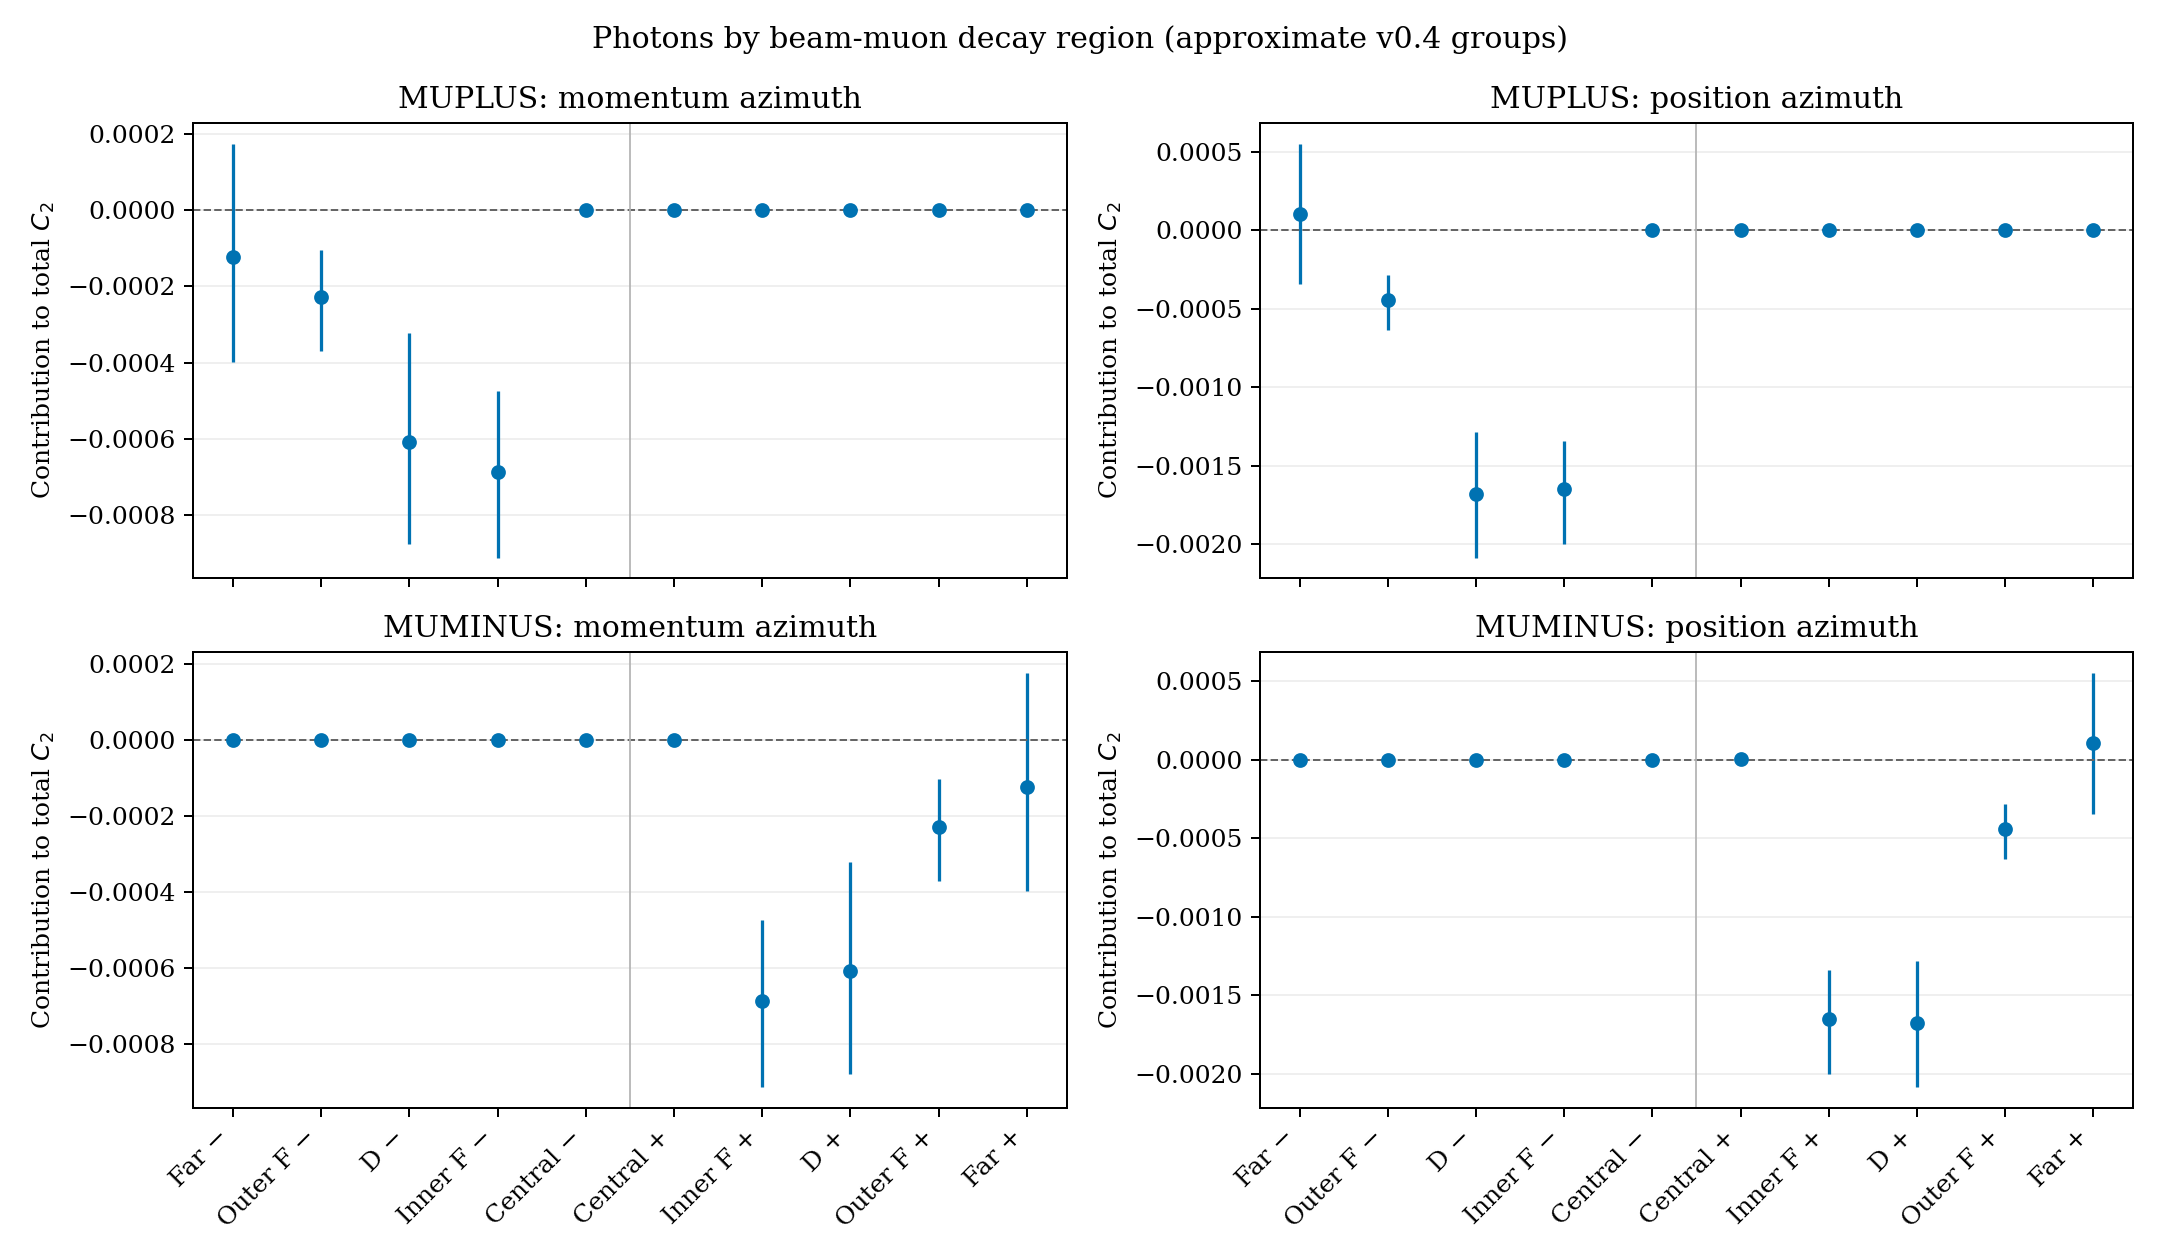 Photons by beam-muon decay region (approximate v0.4 groups)
MUPLUS: momentum azimuth
Contribution to total C₂
0.0002
0.0000
−0.0002
−0.0004
−0.0006
−0.0008
MUPLUS: position azimuth
Contribution to total C₂
0.0005
0.0000
−0.0005
−0.0010
−0.0015
−0.0020
MUMINUS: momentum azimuth
Contribution to total C₂
0.0002
0.0000
−0.0002
−0.0004
−0.0006
−0.0008
Far −
Outer F −
D −
Inner F −
Central −
Central +
Inner F +
D +
Outer F +
Far +
MUMINUS: position azimuth
Contribution to total C₂
0.0005
0.0000
−0.0005
−0.0010
−0.0015
−0.0020
Far −
Outer F −
D −
Inner F −
Central −
Central +
Inner F +
D +
Outer F +
Far +